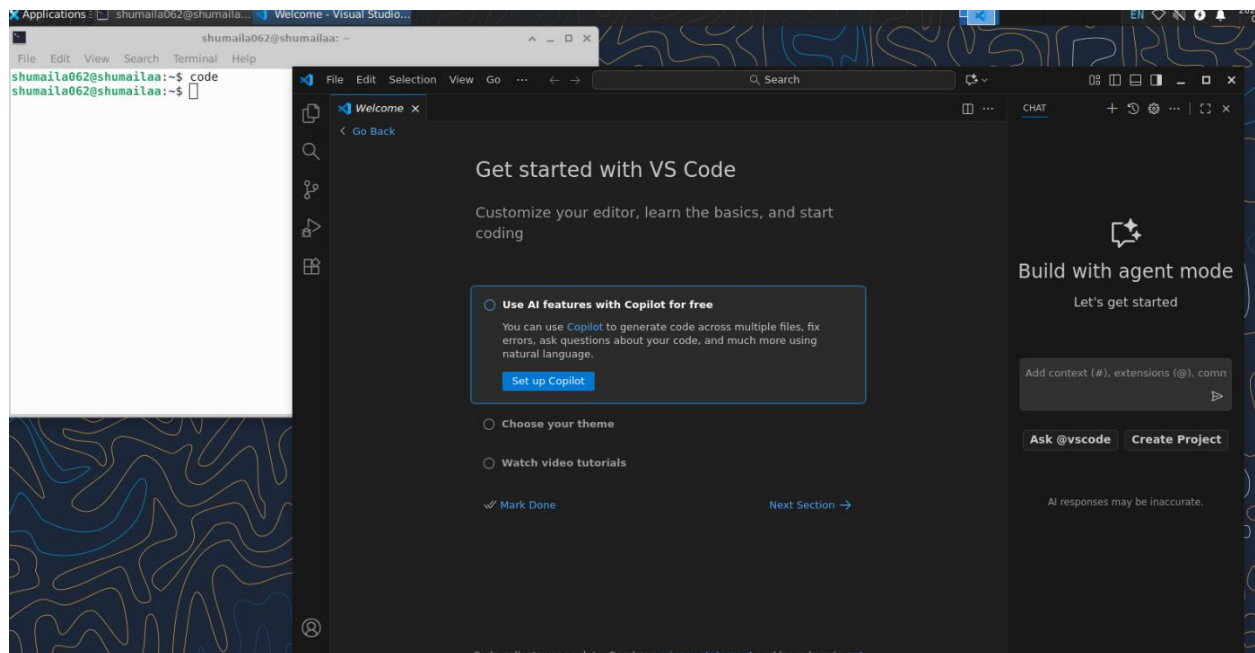 Applications
shumaila062@shumaila...
Welcome - Visual Studio...
EN
shumaila062@shumailaa: ~
File Edit View Search Terminal Help
shumaila062@shumailaa:~$ code
shumaila062@shumailaa:~$
File Edit Selection View Go ...
Search
Welcome
Go Back
Get started with VS Code
Customize your editor, learn the basics, and start
coding
Use AI features with Copilot for free
You can use Copilot to generate code across multiple files, fix
errors, ask questions about your code, and much more using
natural language.
Set up Copilot
Choose your theme
Watch video tutorials
Mark Done
Next Section →
CHAT
Build with agent mode
Let's get started
Add context (#), extensions (@), comm
Ask @vscode
Create Project
AI responses may be inaccurate.